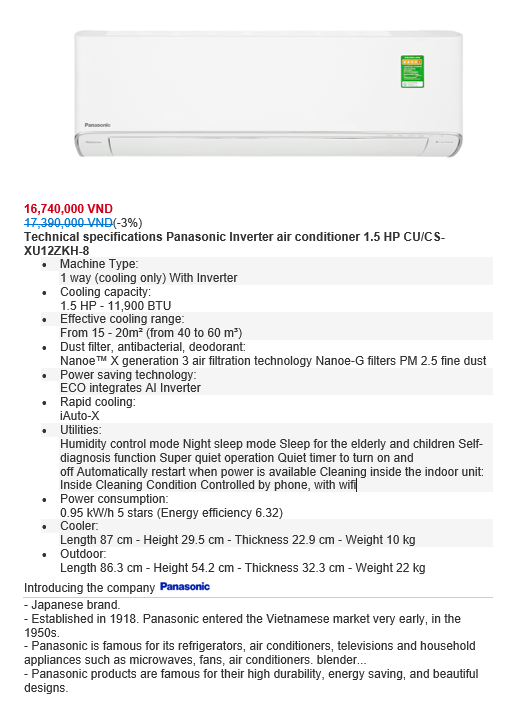 Panasonic
16,740,000 VND
17,390,000 VND(-3%)
Technical specifications Panasonic Inverter air conditioner 1.5 HP CU/CS-
XU12ZKH-8
• Machine Type:
1 way (cooling only) With Inverter
• Cooling capacity:
1.5 HP - 11,900 BTU
• Effective cooling range:
From 15 - 20m² (from 40 to 60 m³)
• Dust filter, antibacterial, deodorant:
Nanoe™ X generation 3 air filtration technology Nanoe-G filters PM 2.5 fine dust
• Power saving technology:
ECO integrates AI Inverter
• Rapid cooling:
iAuto-X
• Utilities:
Humidity control mode Night sleep mode Sleep for the elderly and children Self-
diagnosis function Super quiet operation Quiet timer to turn on and
off Automatically restart when power is available Cleaning inside the indoor unit:
Inside Cleaning Condition Controlled by phone, with wifi
• Power consumption:
0.95 kW/h 5 stars (Energy efficiency 6.32)
• Cooler:
Length 87 cm - Height 29.5 cm - Thickness 22.9 cm - Weight 10 kg
• Outdoor:
Length 86.3 cm - Height 54.2 cm - Thickness 32.3 cm - Weight 22 kg
Introducing the company Panasonic
- Japanese brand.
- Established in 1918. Panasonic entered the Vietnamese market very early, in the
1950s.
- Panasonic is famous for its refrigerators, air conditioners, televisions and household
appliances such as microwaves, fans, air conditioners. blender...
- Panasonic products are famous for their high durability, energy saving, and beautiful
designs.